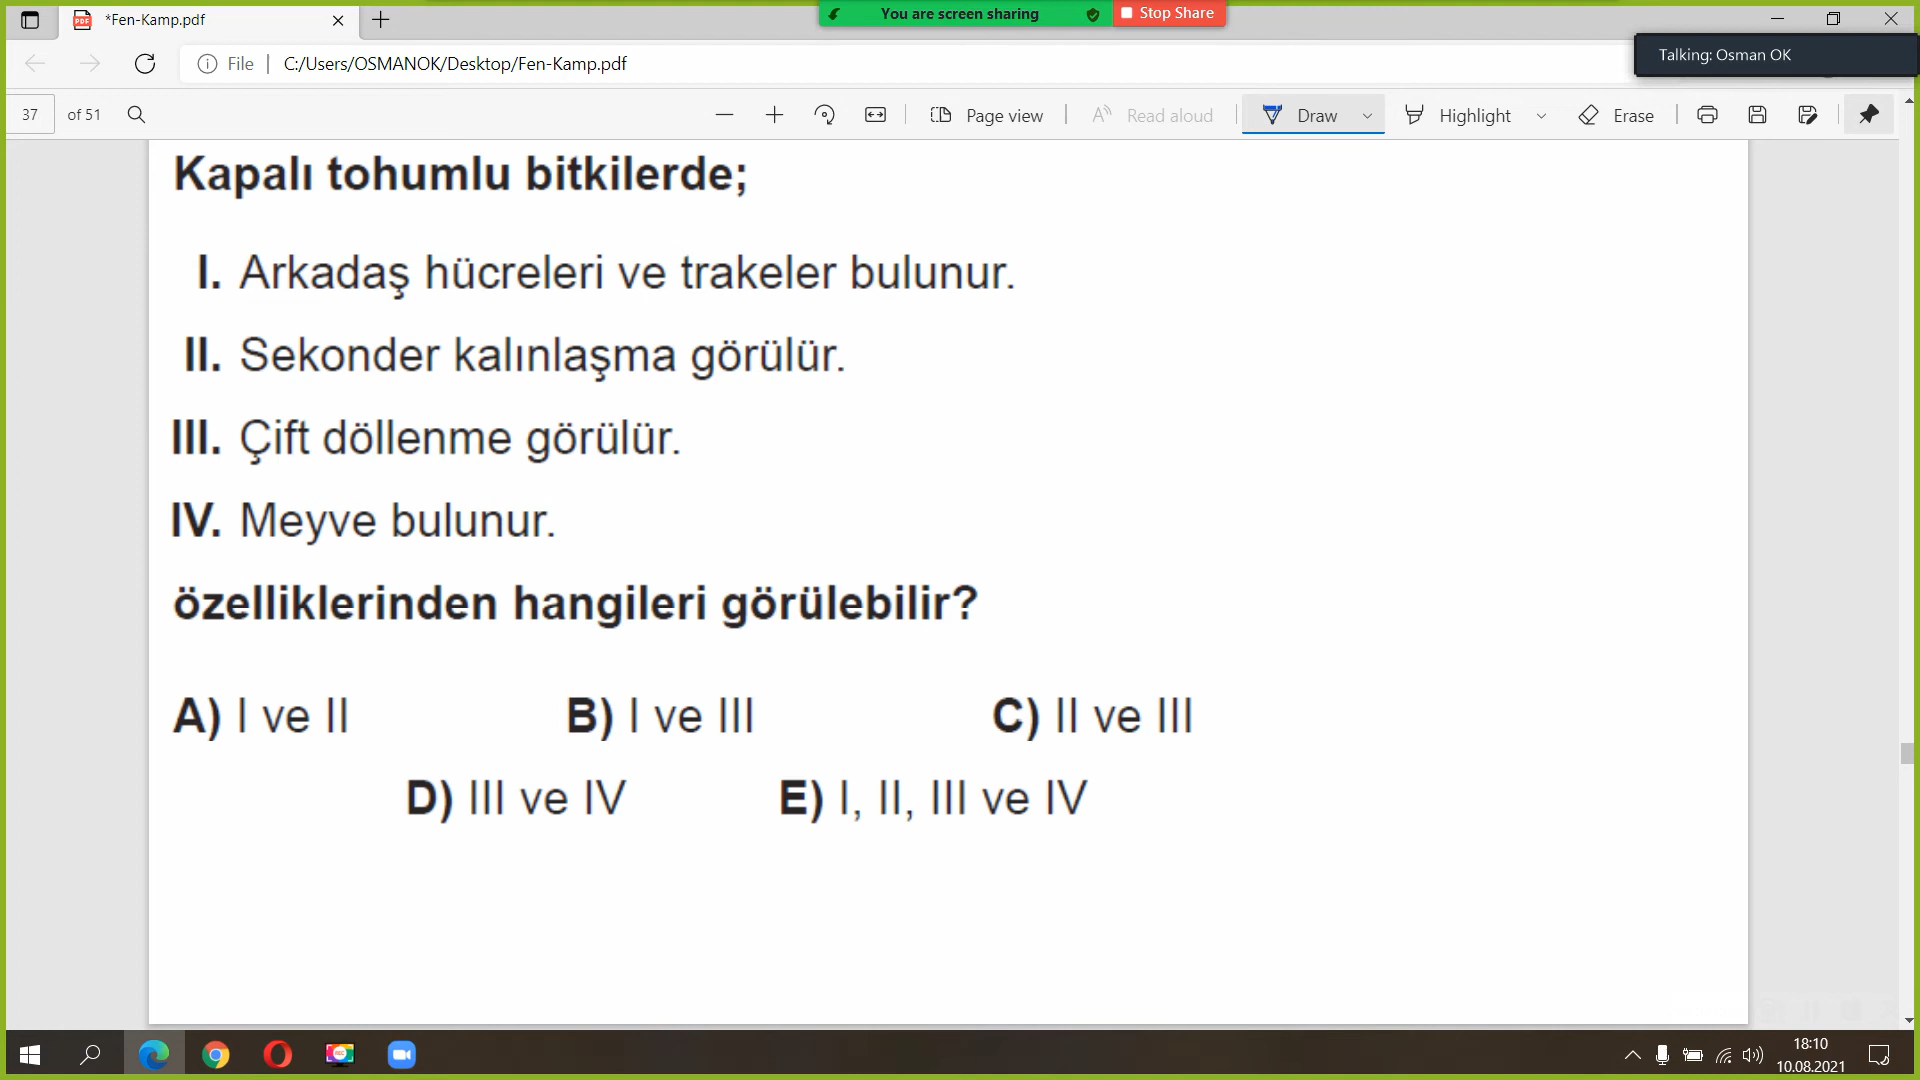 *Fen-Kamp.pdf
You are screen sharing
Stop Share
Talking: Osman OK
File
C:/Users/OSMANOK/Desktop/Fen-Kamp.pdf
37 of 51
Page view
Read aloud
Draw
Highlight
Erase
Kapalı tohumlu bitkilerde;
I. Arkadaş hücreleri ve trakeler bulunur.
II. Sekonder kalınlaşma görülür.
III. Çift döllenme görülür.
IV. Meyve bulunur.
özelliklerinden hangileri görülebilir?
A) I ve II B) I ve III C) II ve III
D) III ve IV E) I, II, III ve IV
18:10
10.08.2021